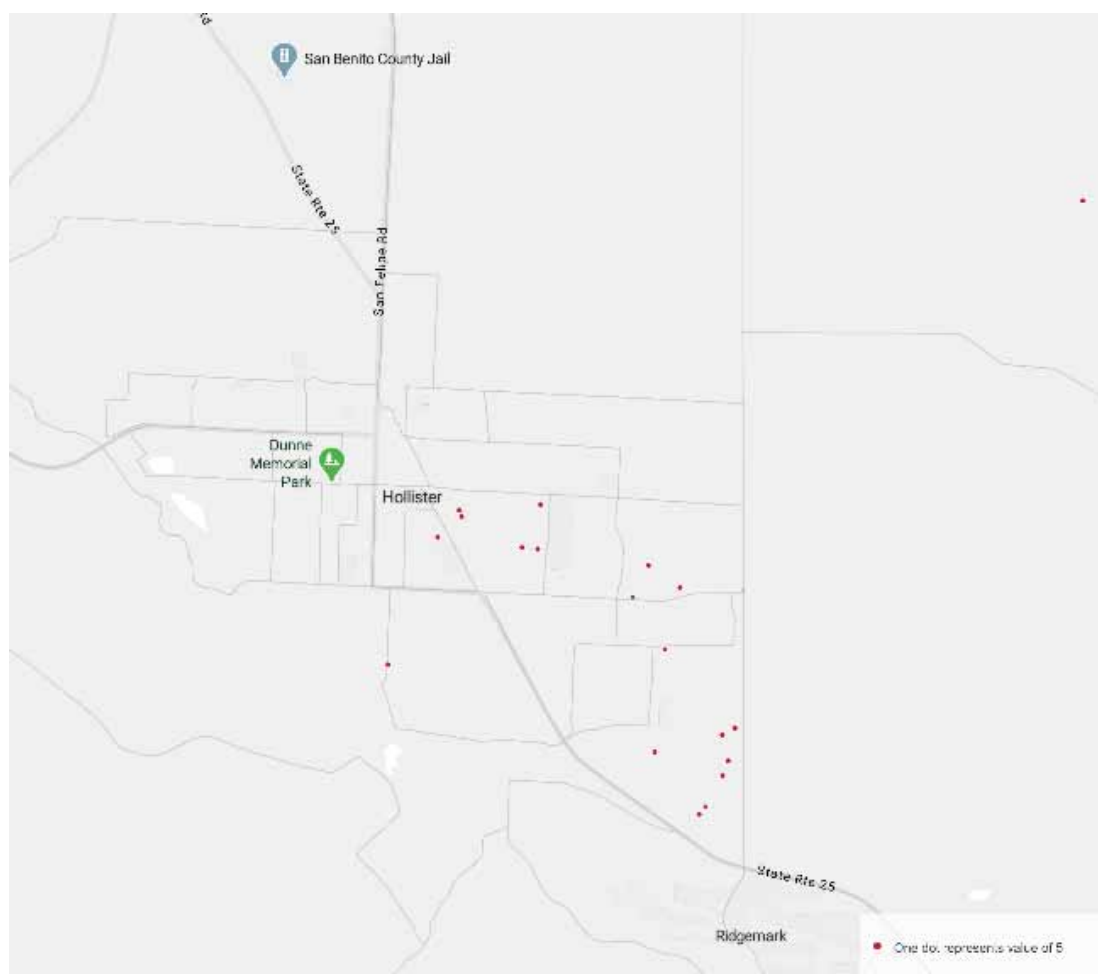 Rd
San Benito County Jail
State Rte 25
San Felipe Rd
Dunne
Memorial
Park
Hollister
State Rte 25
Ridgemark
One dot represents value of 5